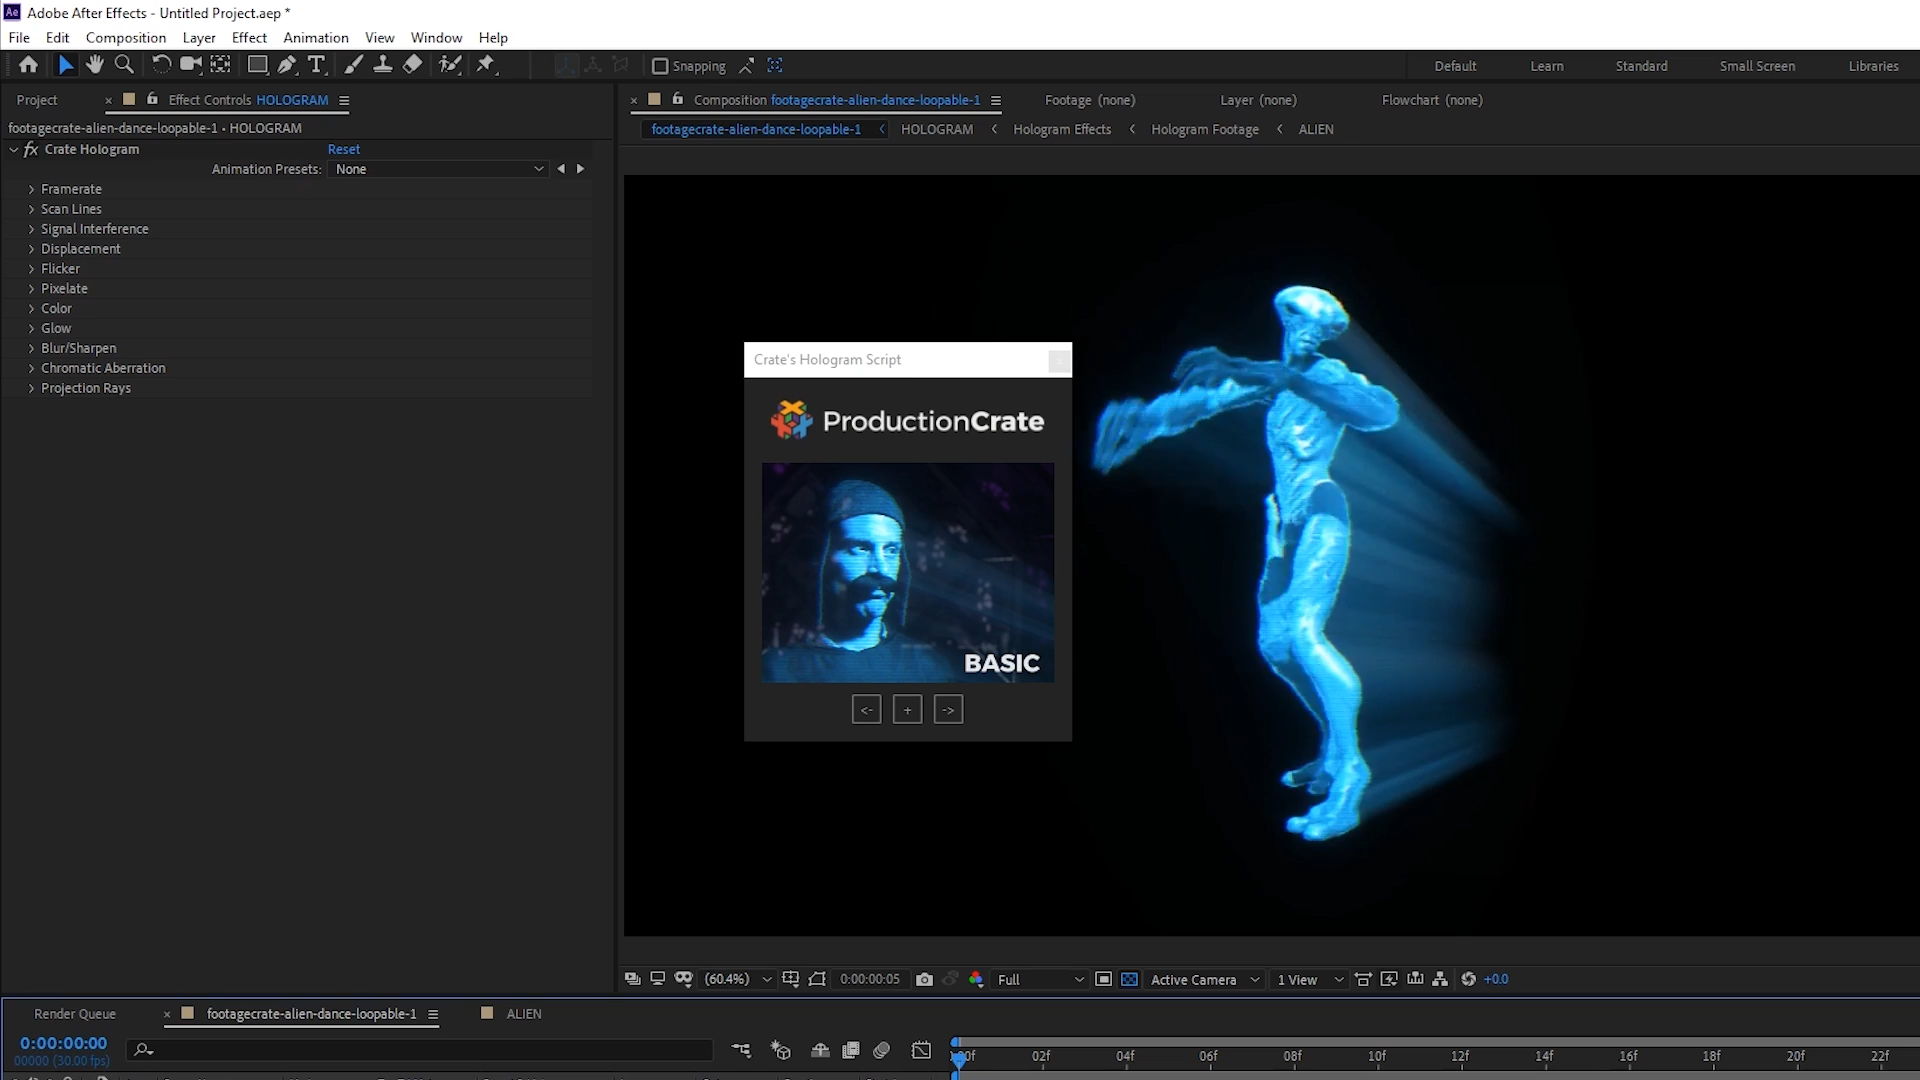 Ae Adobe After Effects - Untitled Project.aep *
File Edit Composition Layer Effect Animation View Window Help
Snapping Default Learn Standard Small Screen Libraries
Project × Effect Controls HOLOGRAM
footagecrate-alien-dance-loopable-1 • HOLOGRAM
fx Crate Hologram Reset
Animation Presets: None
Framerate
Scan Lines
Signal Interference
Displacement
Flicker
Pixelate
Color
Glow
Blur/Sharpen
Chromatic Aberration
Projection Rays
× Composition footagecrate-alien-dance-loopable-1 Footage (none) Layer (none) Flowchart (none)
footagecrate-alien-dance-loopable-1 < HOLOGRAM < Hologram Effects < Hologram Footage < ALIEN
Crate's Hologram Script
ProductionCrate
BASIC
<- + ->
(60.4%) 0:00:00:05 Full Active Camera 1 View +0.0
Render Queue × footagecrate-alien-dance-loopable-1 ALIEN
0:00:00:00
00000 (30.00 fps)
02f 04f 06f 08f 10f 12f 14f 16f 18f 20f 22f